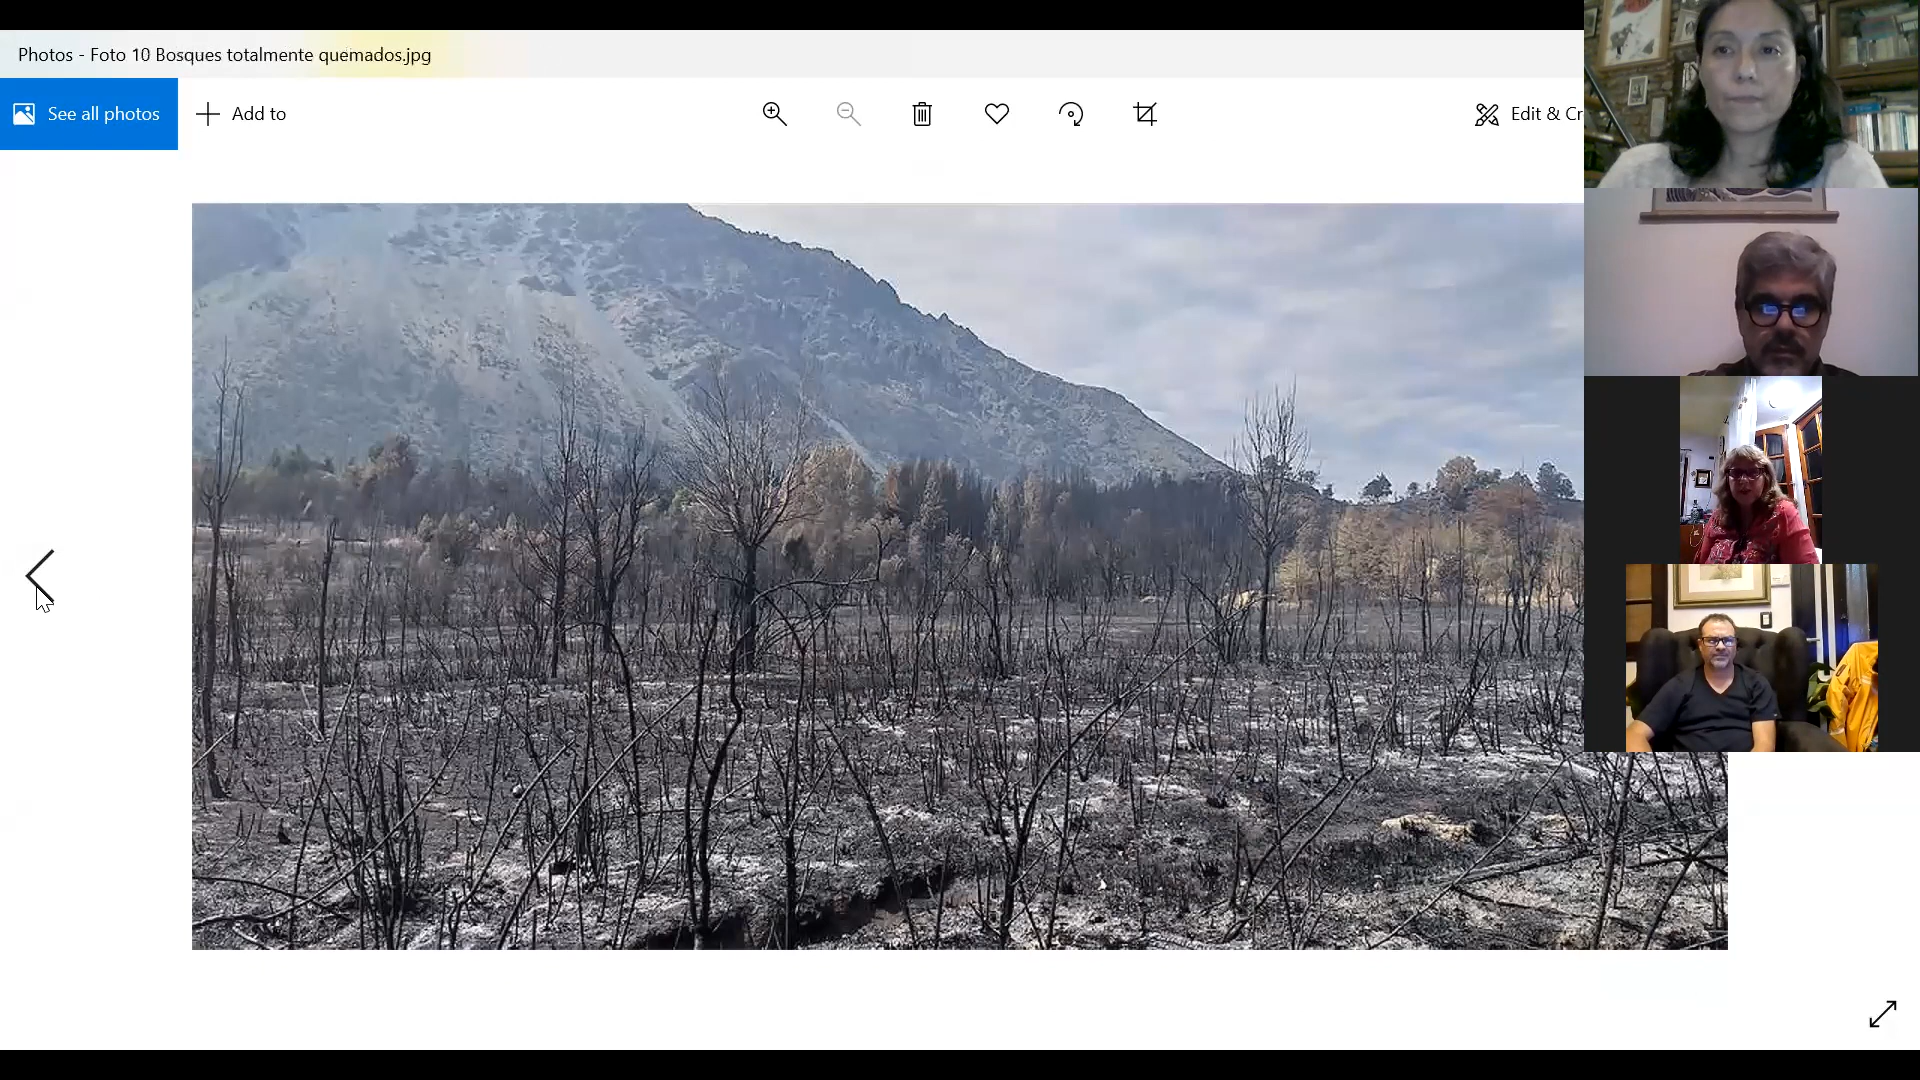 Photos - Foto 10 Bosques totalmente quemados.jpg
See all photos
Add to
Edit & Cr